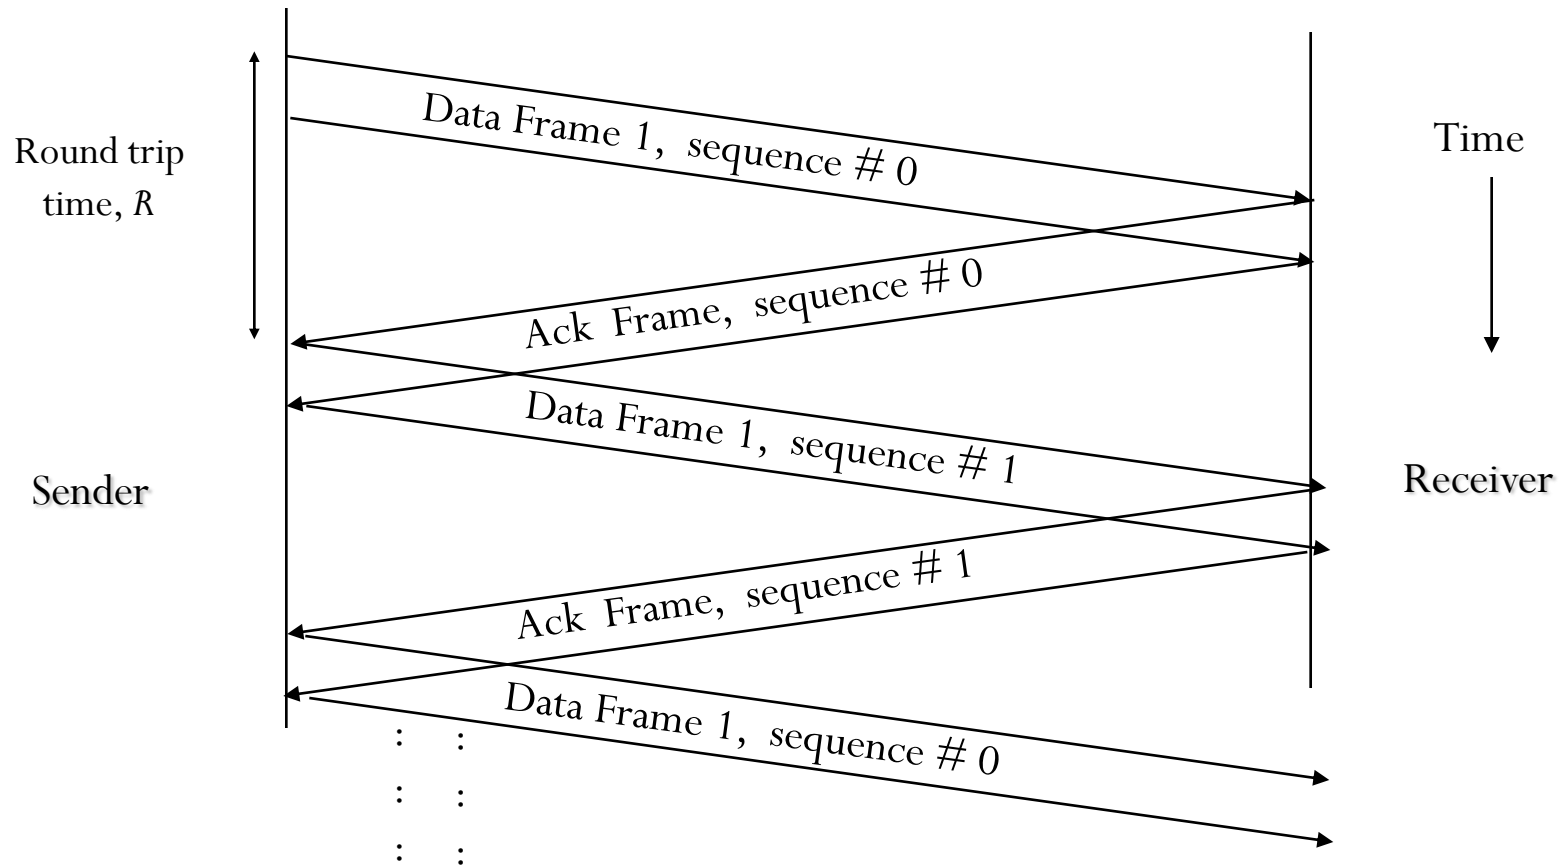 Data Frame 1, sequence # 0
Time
Round trip
time, R
Ack Frame, sequence # 0
Data Frame 1, sequence # 1
Sender
Receiver
Ack Frame, sequence # 1
Data Frame 1, sequence # 0
: :
: :
: :